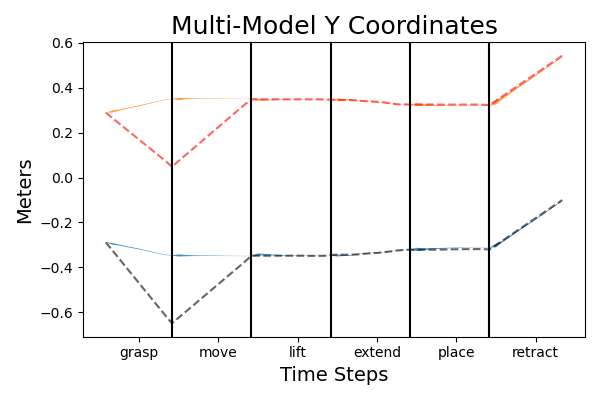 Multi-Model Y Coordinates
Meters
0.6
0.4
0.2
0.0
−0.2
−0.4
−0.6
grasp move lift extend place retract
Time Steps